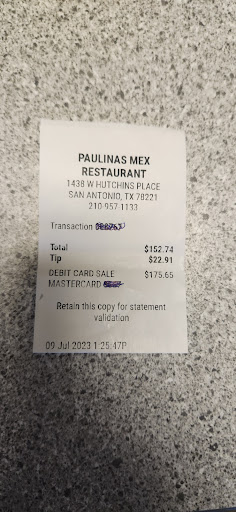 PAULINAS MEX
RESTAURANT
1438 W HUTCHINS PLACE
SAN ANTONIO, TX 78221
210-957-1133
Transaction
Total $152.74
Tip $22.91
DEBIT CARD SALE $175.65
MASTERCARD
Retain this copy for statement
validation
09 Jul 2023 1:25:47P